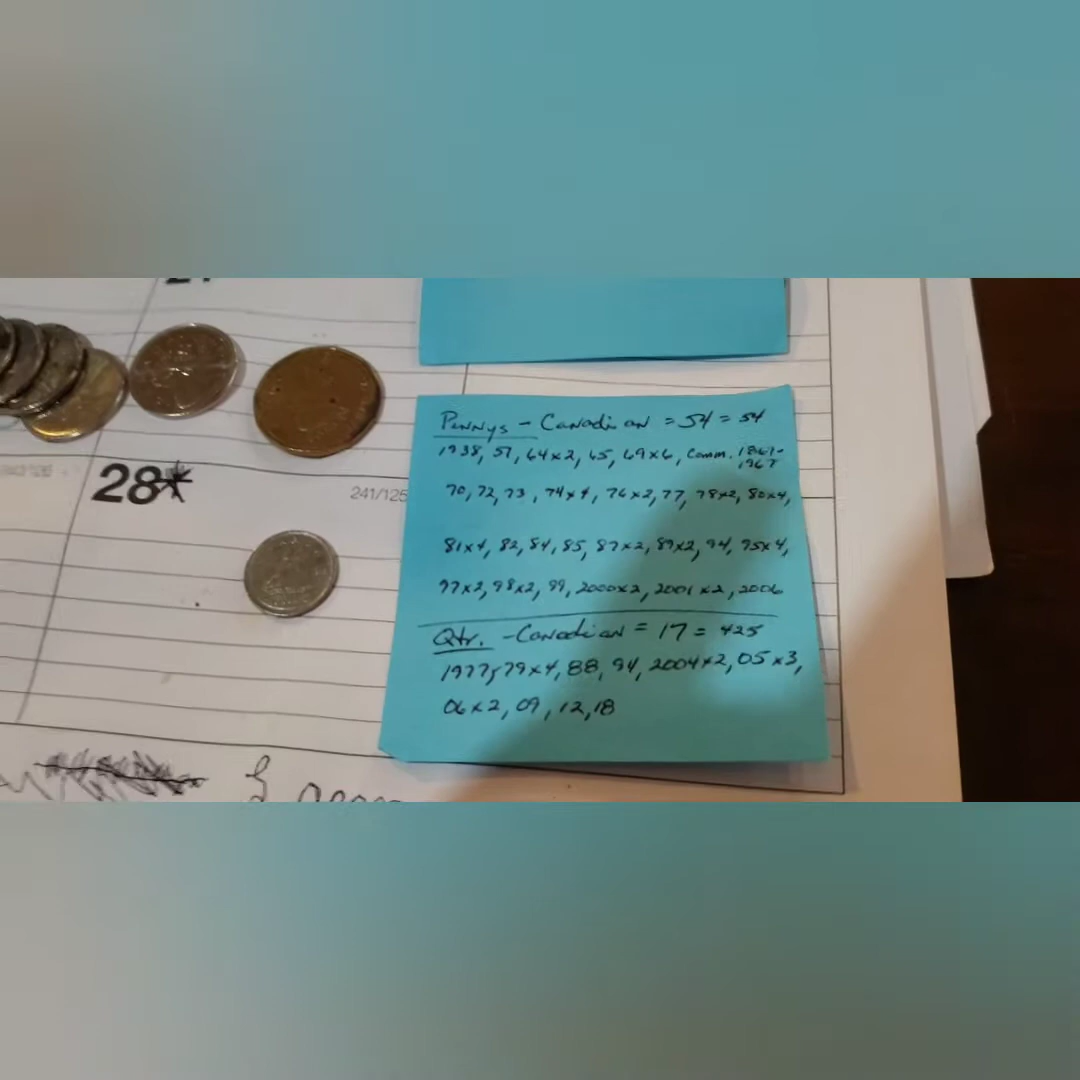 28*
241/125
Pennys - Canadian = 54 = 54
1938, 57, 64x2, 65, 69x6, Comm. 1867-
1967
70, 72, 73, 74x4, 76x2, 77, 78x2, 80x4,
81x4, 82, 84, 85, 87x2, 89x2, 94, 95x4,
97x2, 98x2, 99, 2000x2, 2001x2, 2006
Qtr. - Canadian = 17 = 425
1977, 79x4, 88, 94, 2004x2, 05x3,
06x2, 09, 12, 18